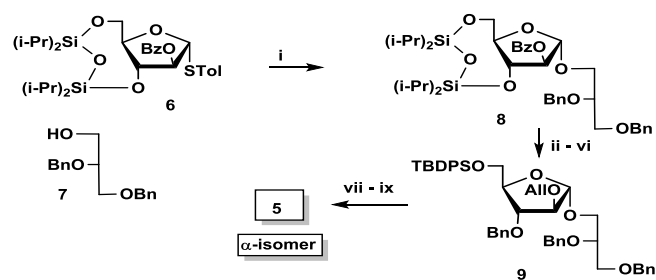 O
O
(i-Pr)₂Si
BzO
O
STol
(i-Pr)₂Si
O
6
i
O
O
(i-Pr)₂Si
BzO
O
O
(i-Pr)₂Si
O
BnO
OBn
8
HO
BnO
OBn
7
ii - vi
TBDPSO
O
AllO
O
BnO
BnO
OBn
9
vii - ix
5
α-isomer